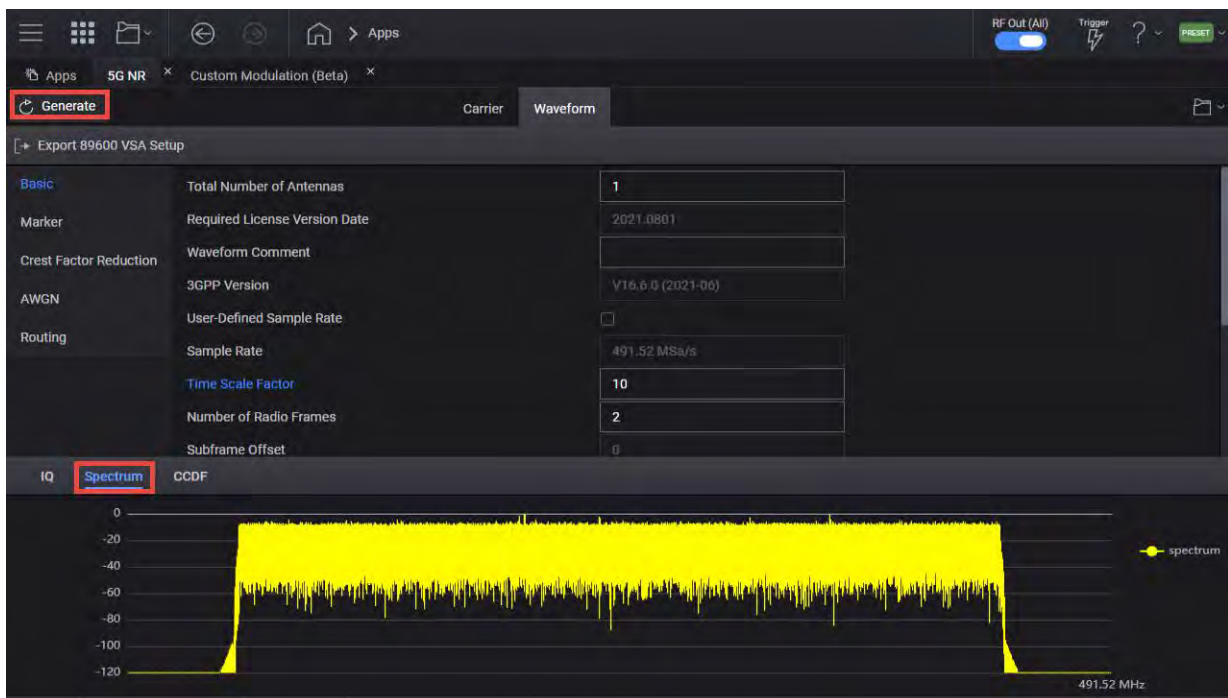 RF Out (All) Trigger
Apps PRESET
Apps 5G NR × Custom Modulation (Beta) ×
Generate Carrier Waveform
Export 89600 VSA Setup
Basic Total Number of Antennas 1
Marker Required License Version Date 2021.0801
Crest Factor Reduction Waveform Comment
AWGN 3GPP Version V16.6.0 (2021-06)
Routing User-Defined Sample Rate
Sample Rate 491.52 MSa/s
Time Scale Factor 10
Number of Radio Frames 2
Subframe Offset 0
IQ Spectrum CCDF
0
-20
-40
-60
-80
-100
-120
spectrum
491.52 MHz